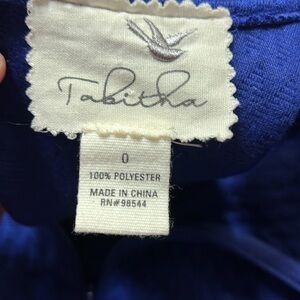 Tabitha
0
100% POLYESTER
MADE IN CHINA
RN#98544